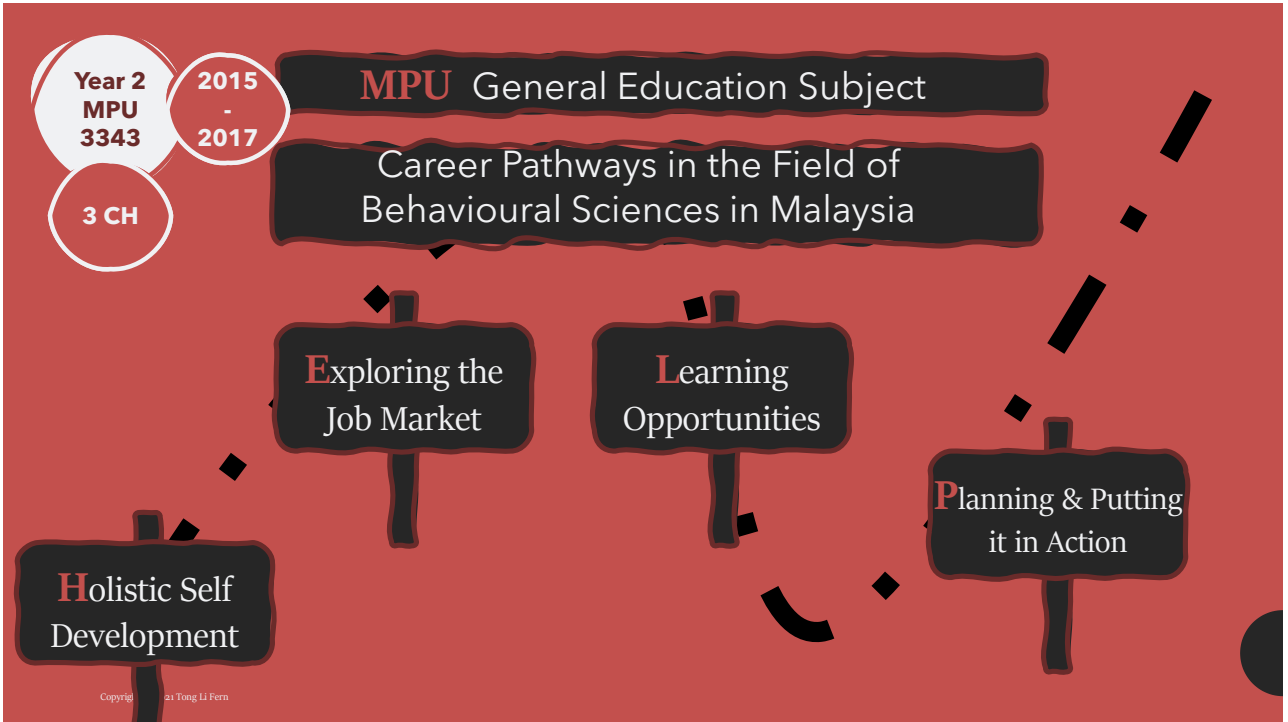 Year 2
MPU
3343
2015
-
2017
3 CH
MPU General Education Subject
Career Pathways in the Field of
Behavioural Sciences in Malaysia
Exploring the
Job Market
Learning
Opportunities
Planning & Putting
it in Action
Holistic Self
Development
Tong Li Fern